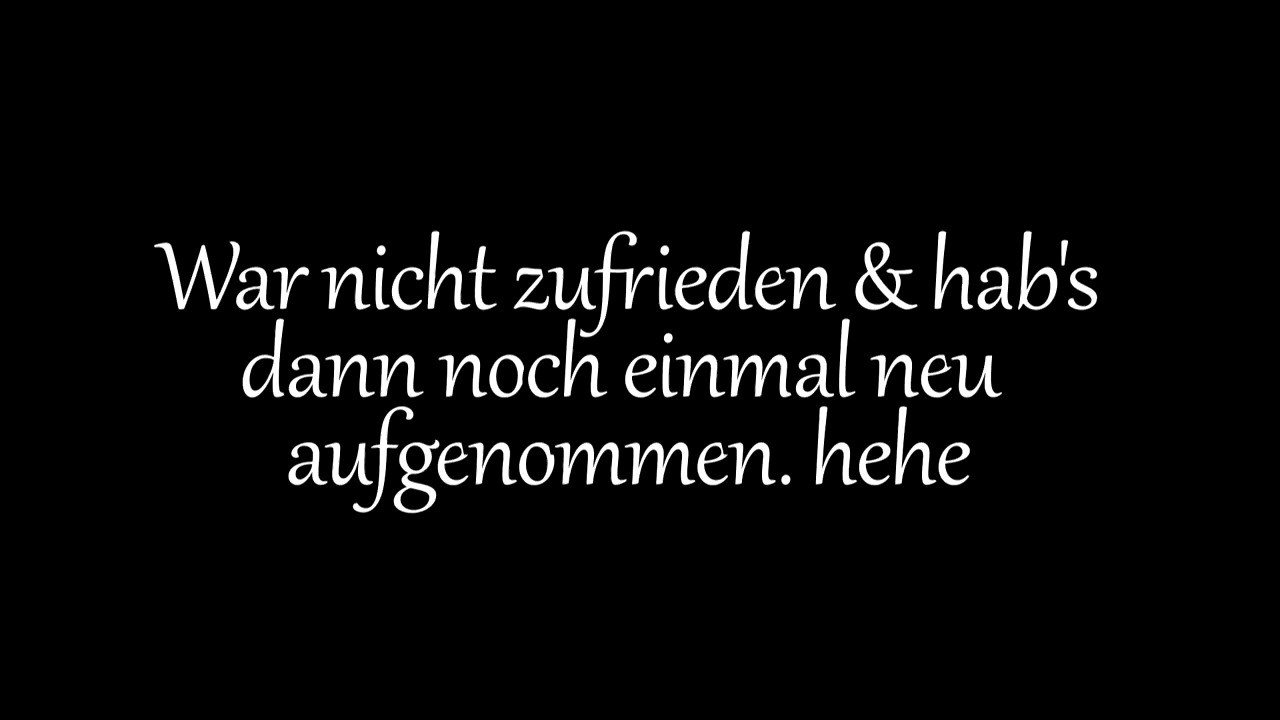 War nicht zufrieden & hab's
dann noch einmal neu
aufgenommen. hehe